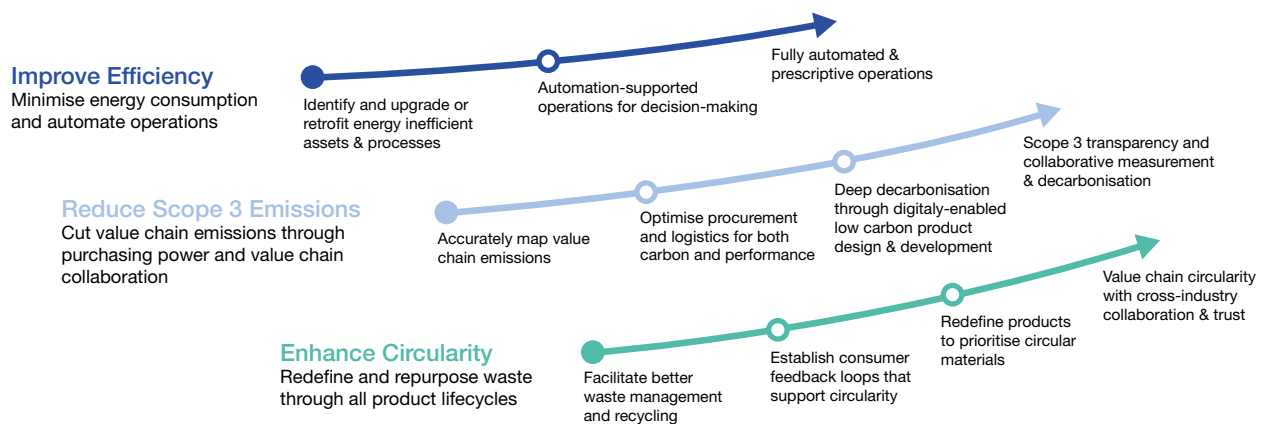 Improve Efficiency
Minimise energy consumption
and automate operations
Identify and upgrade or
retrofit energy inefficient
assets & processes
Automation-supported
operations for decision-making
Fully automated &
prescriptive operations
Reduce Scope 3 Emissions
Cut value chain emissions through
purchasing power and value chain
collaboration
Accurately map value
chain emissions
Optimise procurement
and logistics for both
carbon and performance
Deep decarbonisation
through digitaly-enabled
low carbon product
design & development
Scope 3 transparency and
collaborative measurement
& decarbonisation
Enhance Circularity
Redefine and repurpose waste
through all product lifecycles
Facilitate better
waste management
and recycling
Establish consumer
feedback loops that
support circularity
Redefine products
to prioritise circular
materials
Value chain circularity
with cross-industry
collaboration & trust